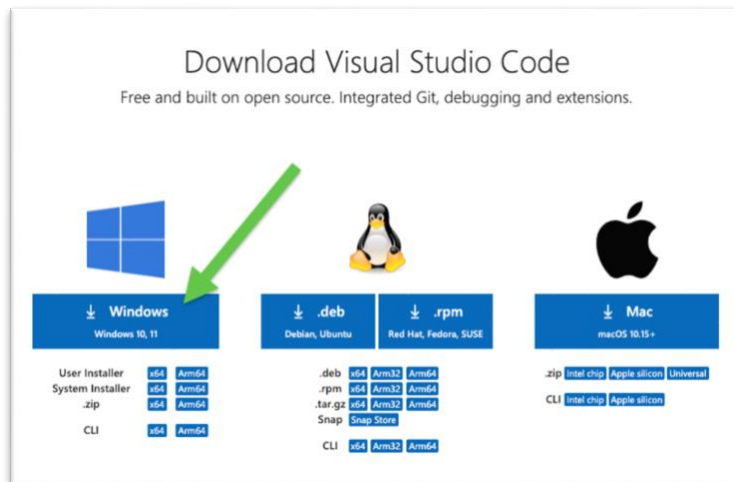 Download Visual Studio Code
Free and built on open source. Integrated Git, debugging and extensions.
Windows
Windows 10, 11
User Installer x64 Arm64
System Installer x64 Arm64
.zip x64 Arm64
CLI x64 Arm64
.deb .rpm
Debian, Ubuntu Red Hat, Fedora, SUSE
.deb x64 Arm32 Arm64
.rpm x64 Arm32 Arm64
.tar.gz x64 Arm32 Arm64
Snap Snap Store
CLI x64 Arm32 Arm64
Mac
macOS 10.15+
.zip Intel chip Apple silicon Universal
CLI Intel chip Apple silicon